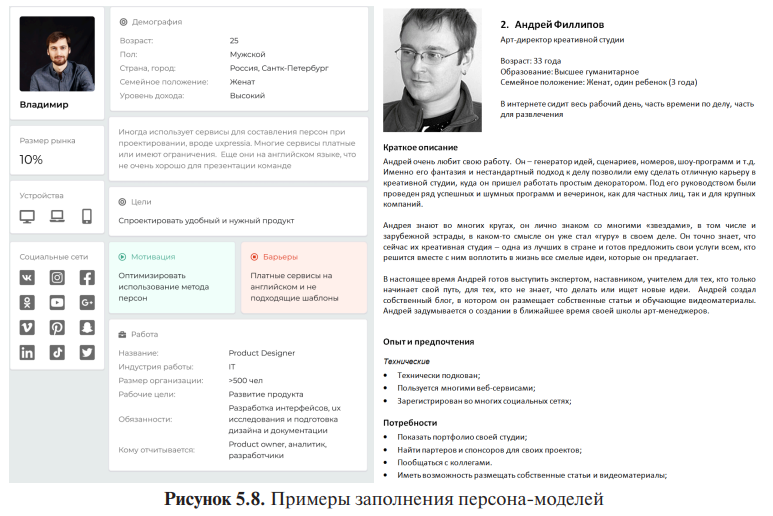 Владимир
Размер рынка
10%
Устройства
Социальные сети
Демография
Возраст: 25
Пол: Мужской
Страна, город: Россия, Санкт-Петербург
Семейное положение: Женат
Уровень дохода: Высокий
Иногда использует сервисы для составления персон при
проектировании, вроде uxpressia. Многие сервисы платные
или имеют ограничения. Еще они на английском языке, что
не очень хорошо для презентации команде
Цели
Спроектировать удобный и нужный продукт
Мотивация
Оптимизировать
использование метода
персон
Барьеры
Платные сервисы на
английском и не
подходящие шаблоны
Работа
Название: Product Designer
Индустрия работы: IT
Размер организации: >500 чел
Рабочие цели: Развитие продукта
Обязанности: Разработка интерфейсов, ux
исследования и подготовка
дизайна и документации
Кому отчитывается: Product owner, аналитик,
разработчики
2. Андрей Филлипов
Арт-директор креативной студии
Возраст: 33 года
Образование: Высшее гуманитарное
Семейное положение: Женат, один ребенок (3 года)
В интернете сидит весь рабочий день, часть времени по делу, часть
для развлечения
Краткое описание
Андрей очень любит свою работу. Он – генератор идей, сценариев, номеров, шоу-программ и т.д.
Именно его фантазия и нестандартный подход к делу позволили ему сделать отличную карьеру в
креативной студии, куда он пришел работать простым декоратором. Под его руководством были
проведен ряд успешных и шумных программ и вечеринок, как для частных лиц, так и для крупных
компаний.
Андрея знают во многих кругах, он лично знаком со многими «звездами», в том числе и
зарубежной эстрады, в каком-то смысле он уже стал «гуру» в своем деле. Он точно знает, что
сейчас их креативная студия – одна из лучших в стране и готов предложить свои услуги всем, кто
решится вместе с ним воплотить в жизнь все смелые идеи, которые он предлагает.
В настоящее время Андрей готов выступить экспертом, наставником, учителем для тех, кто только
начинает свой путь, для тех, кто не знает, что делать или ищет новые идеи. Андрей создал
собственный блог, в котором он размещает собственные статьи и обучающие видеоматериалы.
Андрей задумывается о создании в ближайшее время своей школы арт-менеджеров.
Опыт и предпочтения
Технические
• Технически подкован;
• Пользуется многими веб-сервисами;
• Зарегистрирован во многих социальных сетях;
Потребности
• Показать портфолио своей студии;
• Найти партеров и спонсоров для своих проектов;
• Пообщаться с коллегами.
• Иметь возможность размещать собственные статьи и видеоматериалы;
Рисунок 5.8. Примеры заполнения персона-моделей